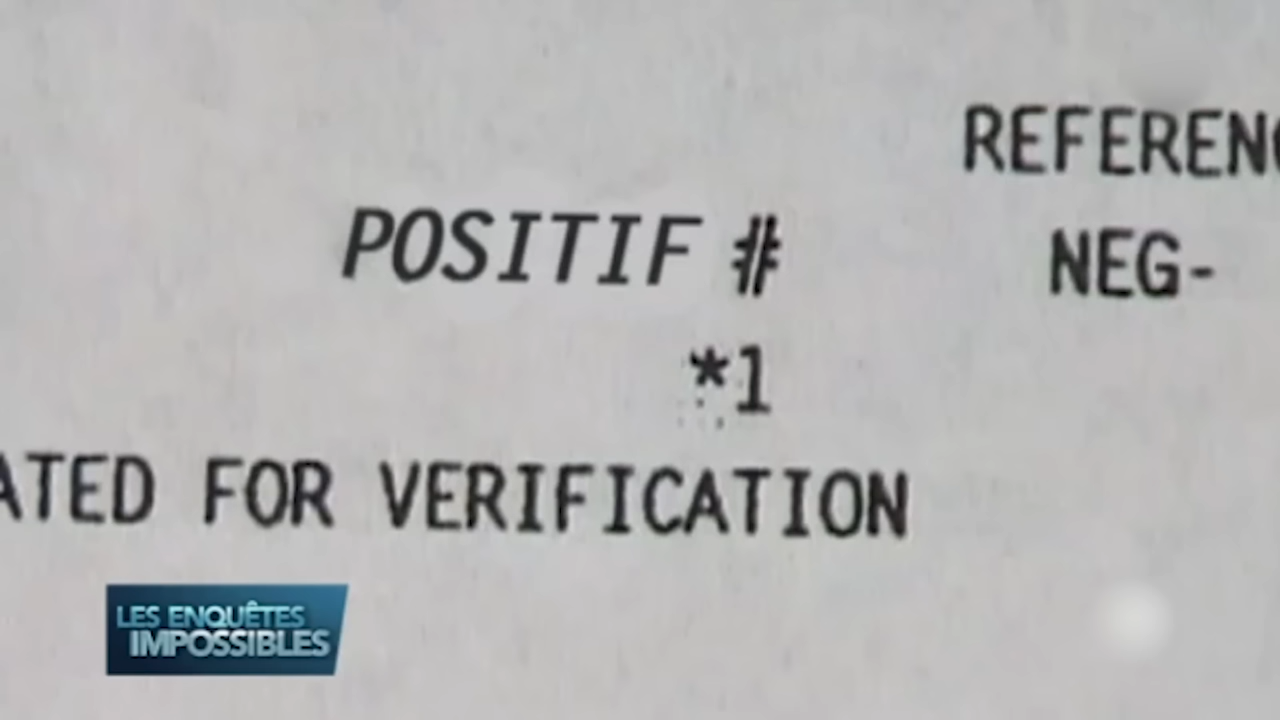 REFEREN
POSITIF # NEG-
*1
ATED FOR VERIFICATION
LES ENQUÊTES
IMPOSSIBLES